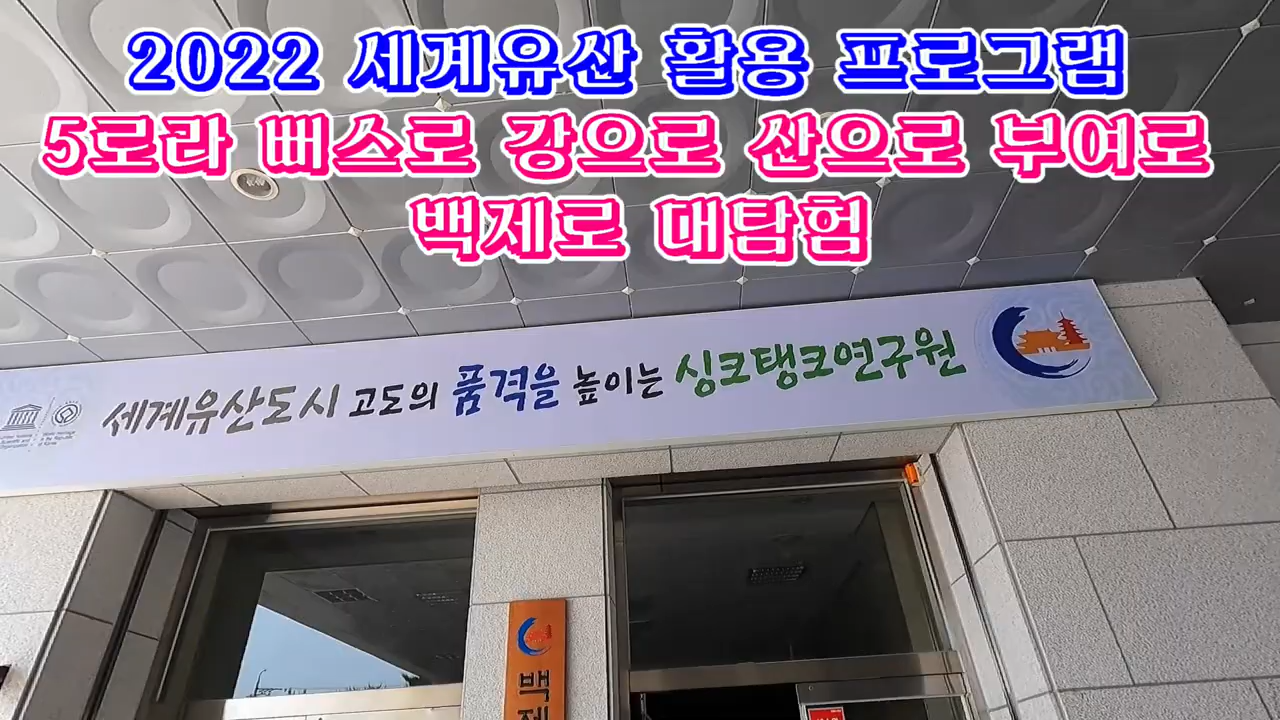 2022 세계유산 활용 프로그램
5로라 뻐스로 강으로 산으로 부여로
백제로 대탐험
세계유산도시 고도의 품격을 높이는 싱크탱크연구원
백제